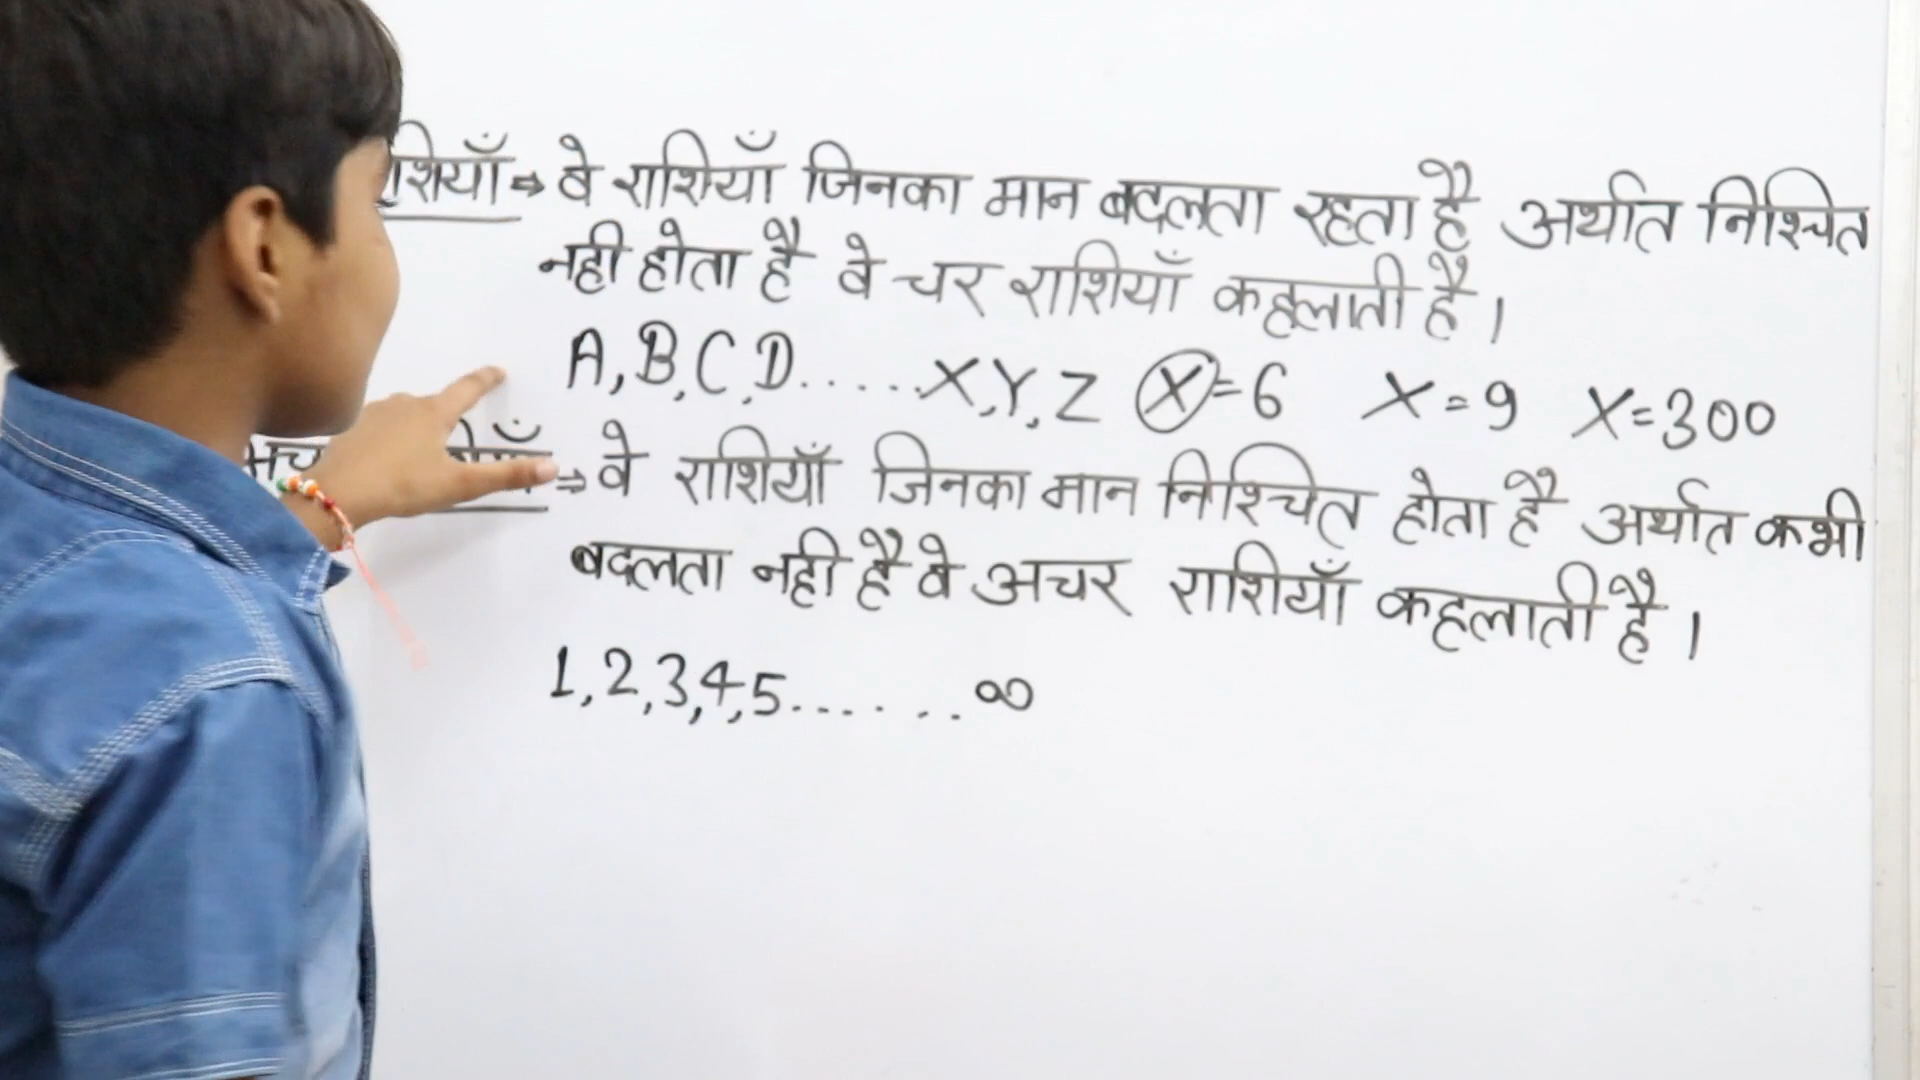 शियाँ ⇒ वे राशियाँ जिनका मान बदलता रहता है अर्थात निश्चित
नही होता है वे चर राशियाँ कहलाती है।
A, B, C, D.........X, Y, Z X=6 X=9 X=300
⇒ वे राशियाँ जिनका मान निश्चित होता है अर्थात कभी
बदलता नही है वे अचर राशियाँ कहलाती है।
1, 2, 3, 4, 5....... ∞